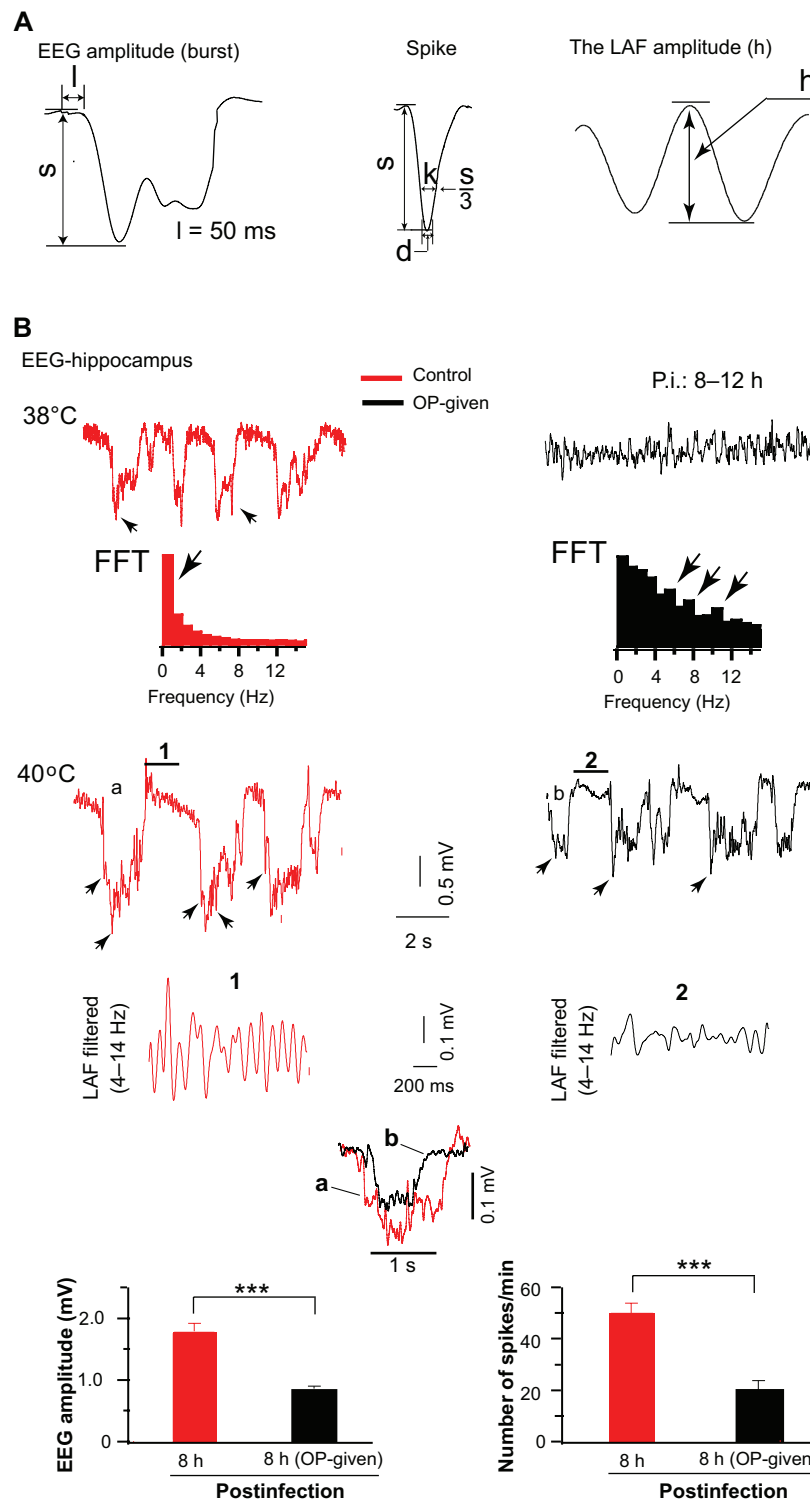 A
EEG amplitude (burst)
Spike
The LAF amplitude (h)
l
h
s
s
k
s
3
d
l = 50 ms
B
EEG-hippocampus
Control
OP-given
P.i.: 8–12 h
38°C
FFT
FFT
0 4 8 12
Frequency (Hz)
0 4 8 12
Frequency (Hz)
40°C
a
1
b
2
0.5 mV
2 s
LAF filtered
(4–14 Hz)
1
0.1 mV
200 ms
LAF filtered
(4–14 Hz)
2
b
a
0.1 mV
1 s
EEG amplitude (mV)
2.0
1.0
0
***
8 h
8 h (OP-given)
Postinfection
Number of spikes/min
60
40
20
0
***
8 h
8 h (OP-given)
Postinfection